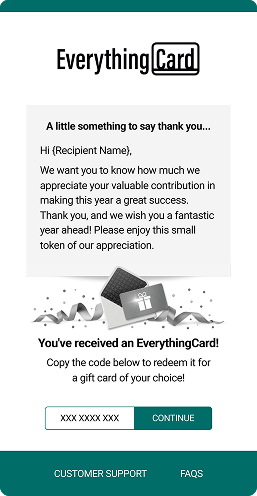 EverythingCard
A little something to say thank you...
Hi {Recipient Name},
We want you to know how much we
appreciate your valuable contribution in
making this year a great success.
Thank you, and we wish you a fantastic
year ahead! Please enjoy this small
token of our appreciation.
You've received an EverythingCard!
Copy the code below to redeem it for
a gift card of your choice!
XXX XXXX XXX CONTINUE
CUSTOMER SUPPORT FAQS